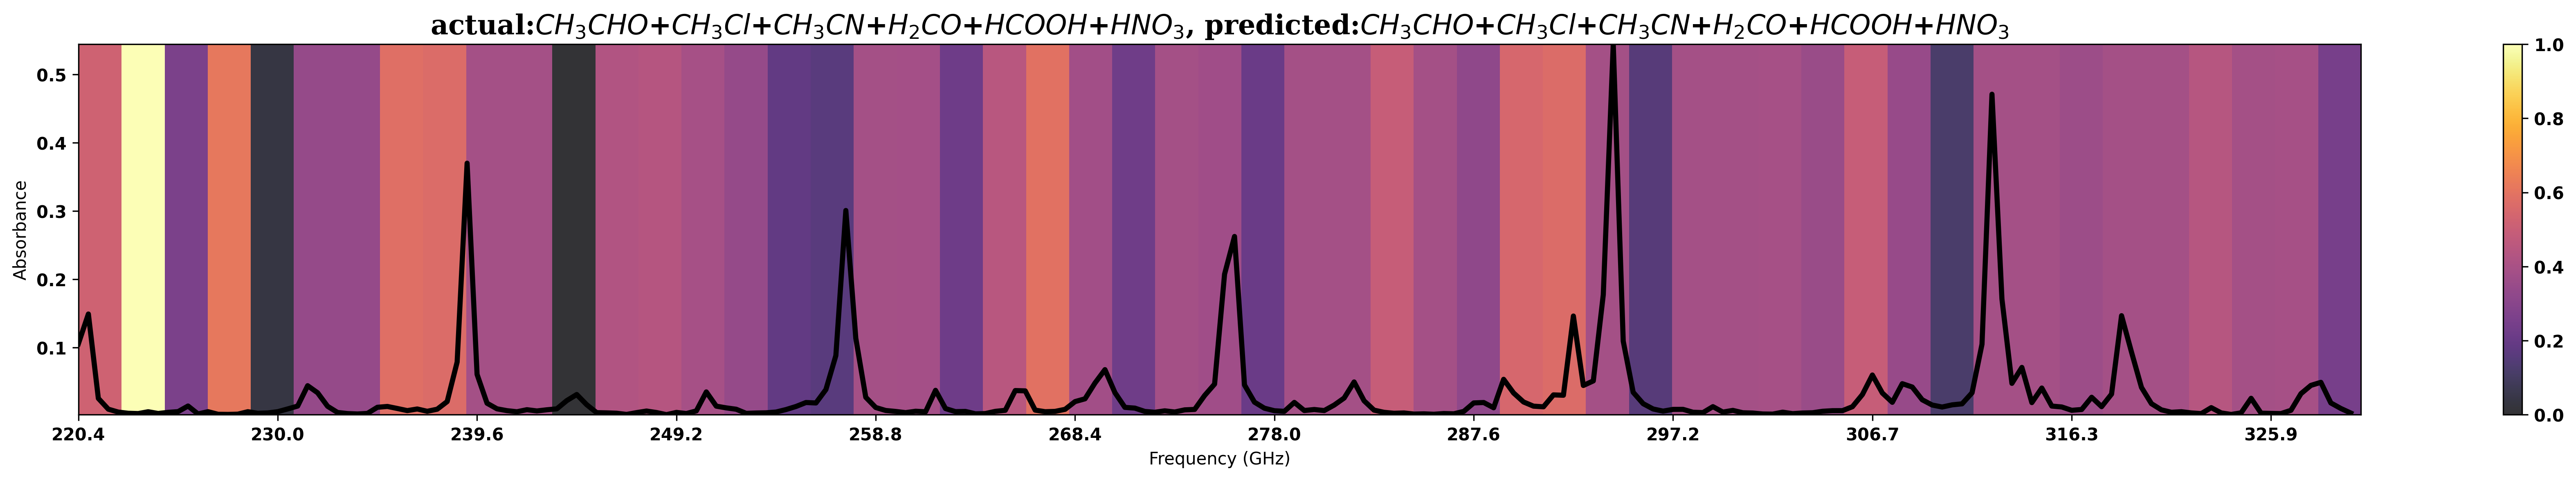 actual:CH₃CHO+CH₃Cl+CH₃CN+H₂CO+HCOOH+HNO₃, predicted:CH₃CHO+CH₃Cl+CH₃CN+H₂CO+HCOOH+HNO₃
0.5
0.4
0.3
0.2
0.1
Absorbance
220.4 230.0 239.6 249.2 258.8 268.4 278.0 287.6 297.2 306.7 316.3 325.9
Frequency (GHz)
1.0
0.8
0.6
0.4
0.2
0.0